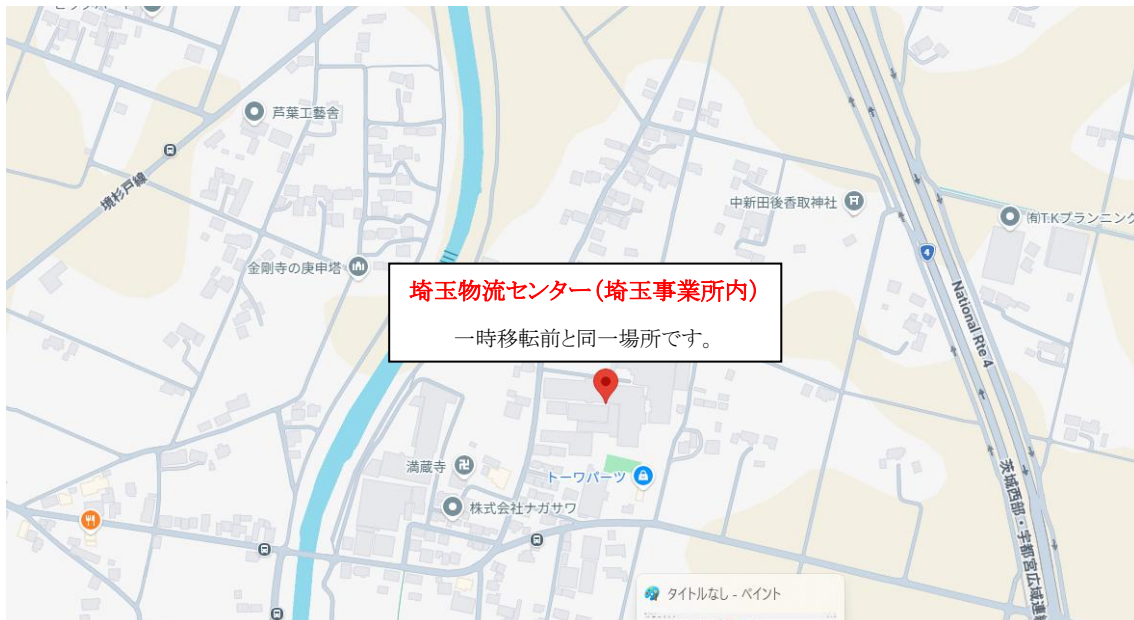 芦葉工藝舎
境杉戸線
中新田後香取神社
㈲T.Kプランニング
金剛寺の庚申塔
4
埼玉物流センター(埼玉事業所内)
一時移転前と同一場所です。
National Rte 4
満蔵寺
トーワパーツ
株式会社ナガサワ
茨城西部・宇都宮広域連
タイトルなし - ペイント